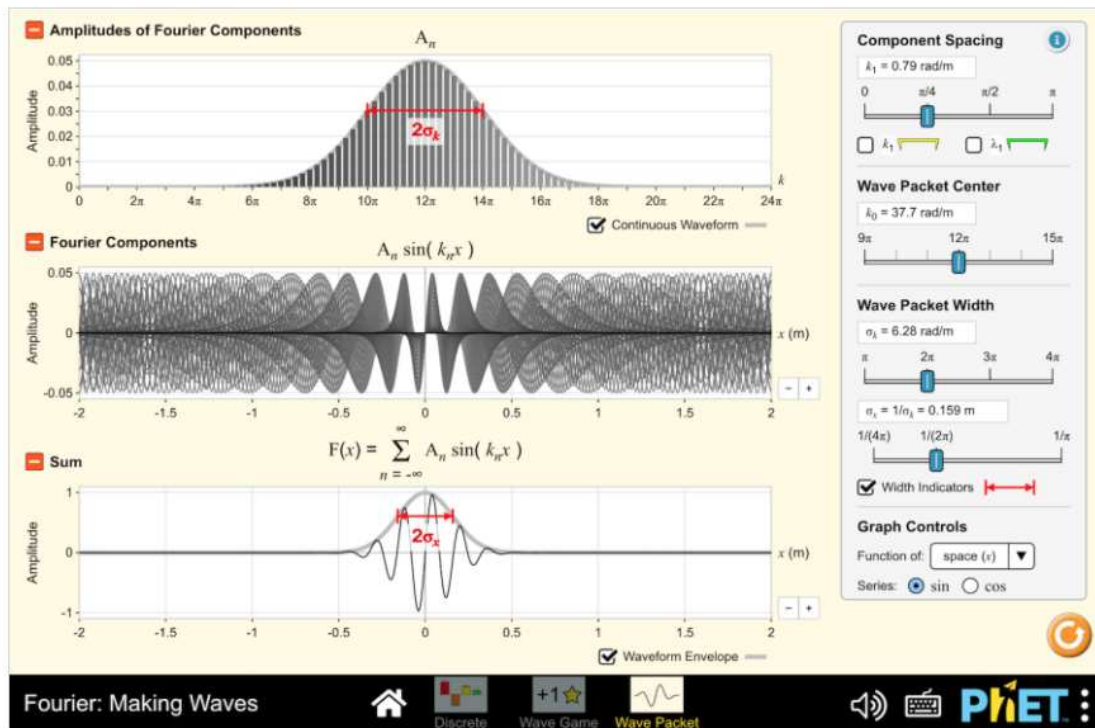 Amplitudes of Fourier Components
Aₙ
Amplitude
0.05
0.04
0.03
0.02
0.01
0
2σₖ
k
0 2π 4π 6π 8π 10π 12π 14π 16π 18π 20π 22π 24π
Continuous Waveform
Fourier Components
Aₙ sin( kₙx )
Amplitude
0.05
0
-0.05
x (m)
-2 -1.5 -1 -0.5 0 0.5 1 1.5 2
− +
Sum
F(x) = ∑ Aₙ sin( kₙx )
∞
n = -∞
Amplitude
1
0
-1
2σₓ
x (m)
-2 -1.5 -1 -0.5 0 0.5 1 1.5 2
− +
Waveform Envelope
Component Spacing
i
k₁ = 0.79 rad/m
0 π/4 π/2 π
k₁ λ₁
Wave Packet Center
k₀ = 37.7 rad/m
9π 12π 15π
Wave Packet Width
σₖ = 6.28 rad/m
π 2π 3π 4π
σₓ = 1/σₖ = 0.159 m
1/(4π) 1/(2π) 1/π
Width Indicators
Graph Controls
Function of: space (x)
Series: sin cos
Fourier: Making Waves
Discrete
+1
Wave Game
Wave Packet
PhET